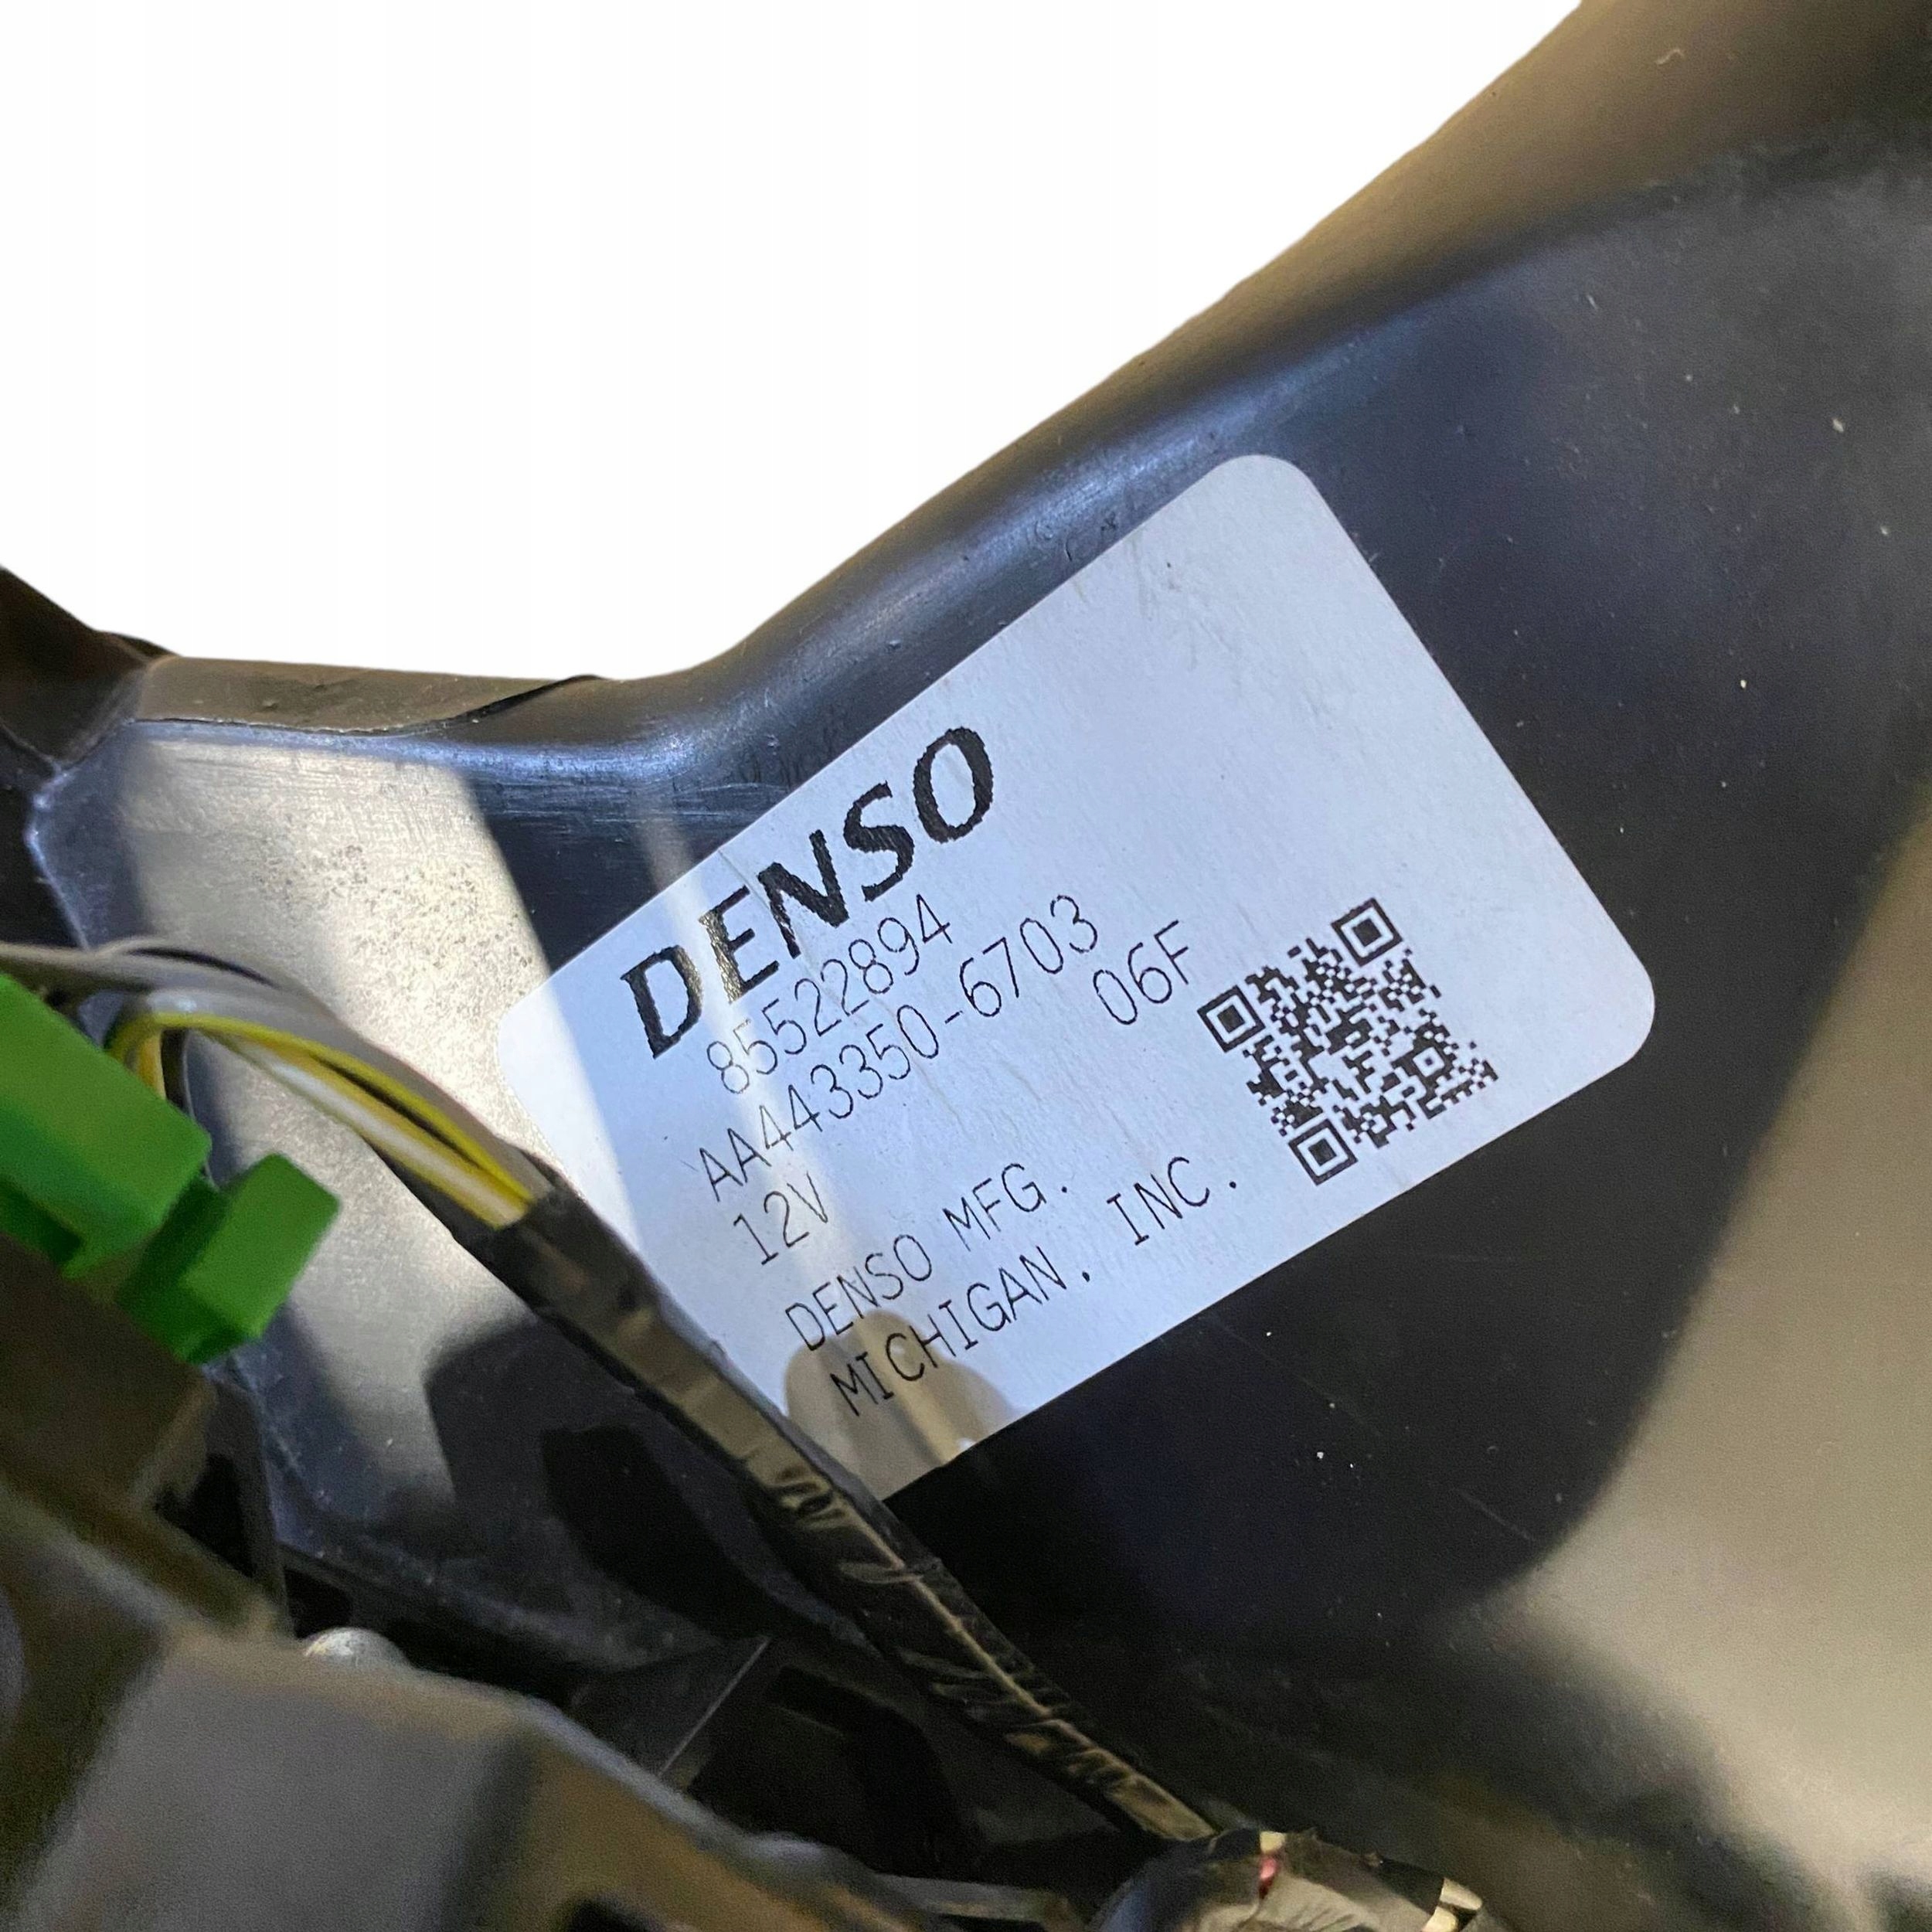 DENSO
85522894
AA443350-6703
06F
12V
DENSO MFG.
MICHIGAN. INC.